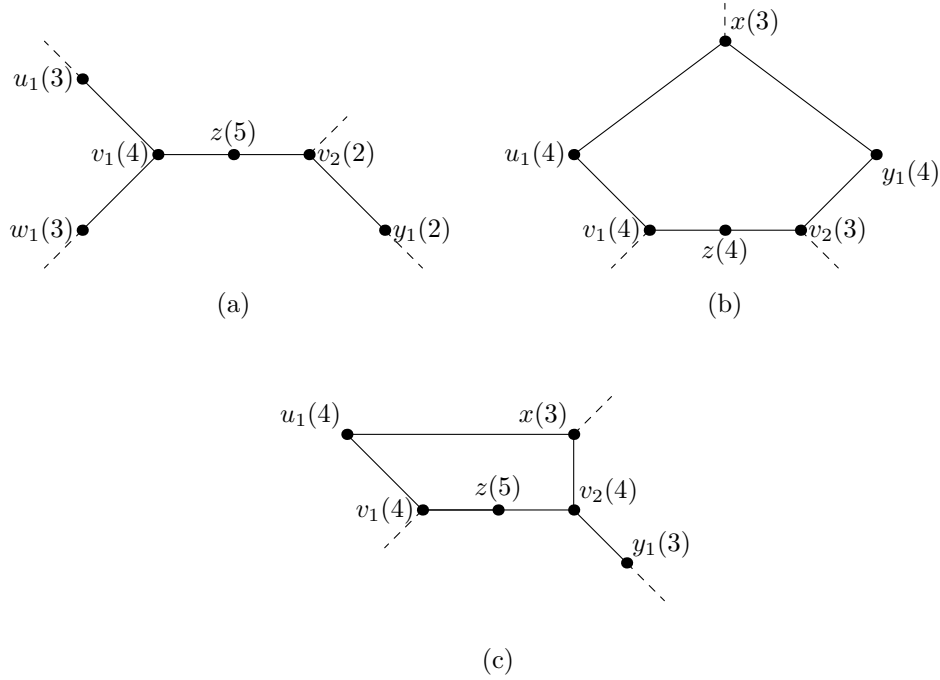 x(3)
u₁(3)
z(5)
v₁(4)
v₂(2)
u₁(4)
y₁(4)
w₁(3)
y₁(2)
v₁(4)
z(4)
v₂(3)
(a)
(b)
u₁(4)
x(3)
z(5)
v₂(4)
v₁(4)
y₁(3)
(c)